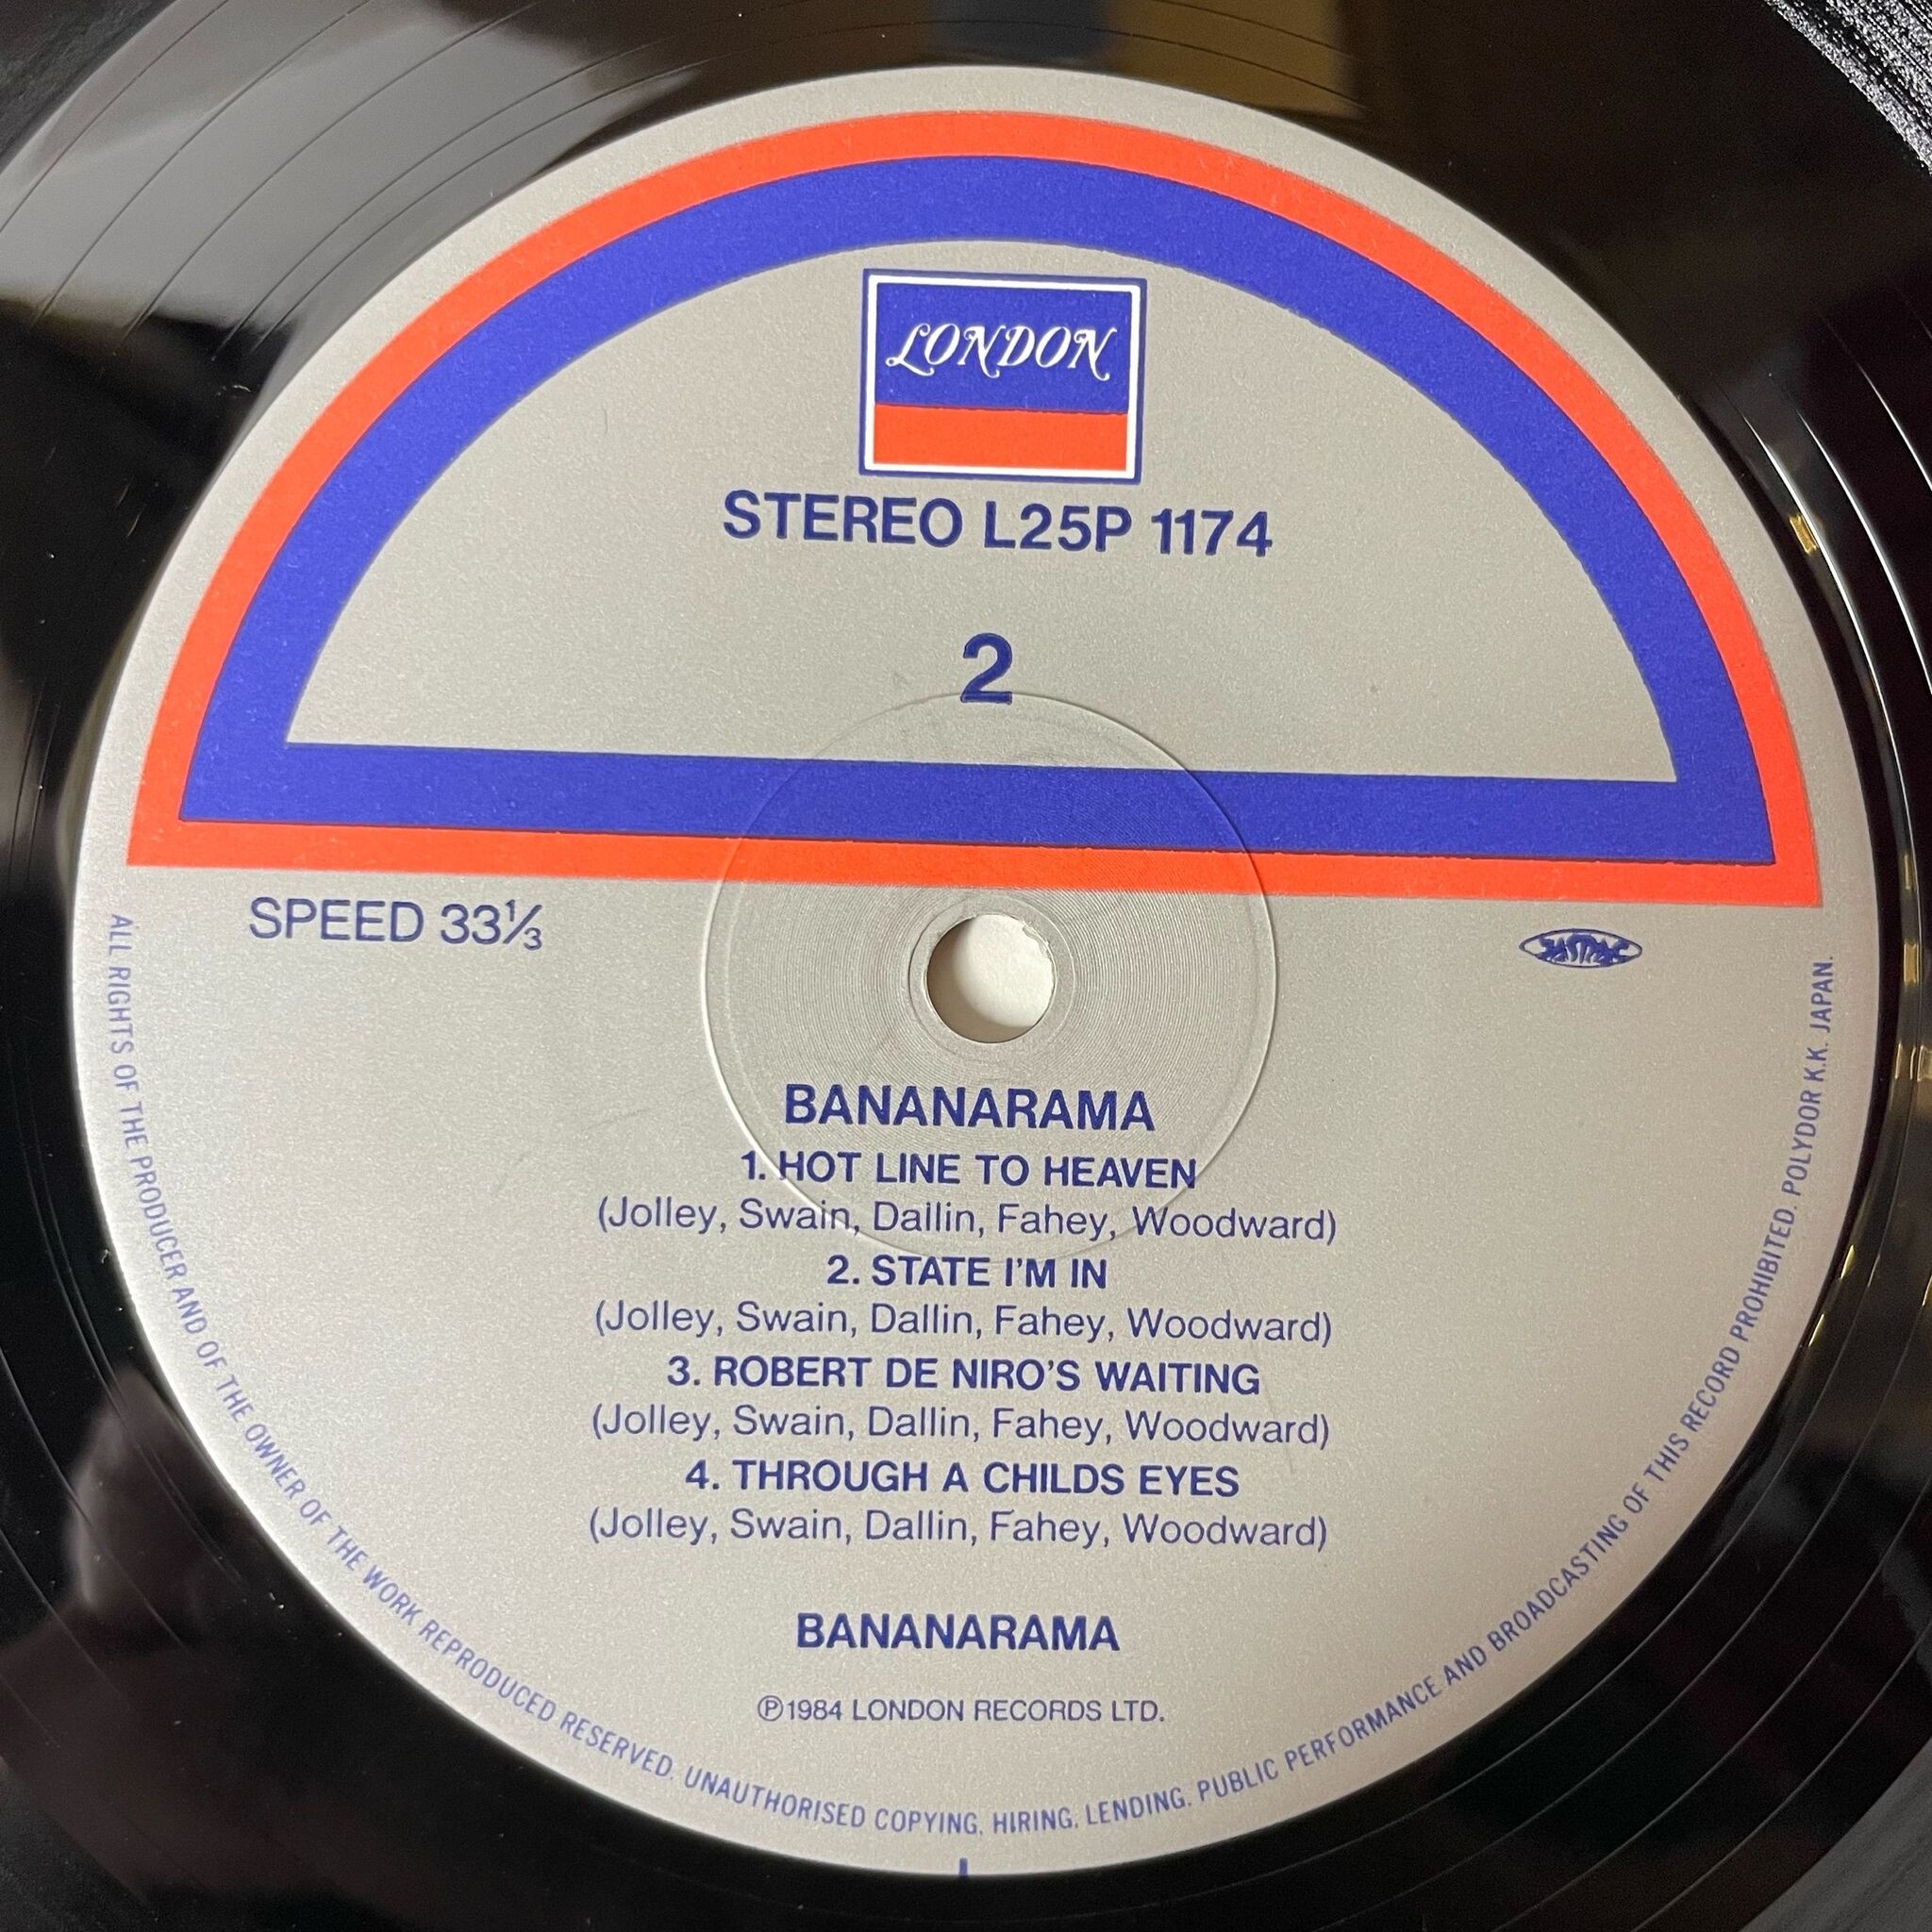 LONDON
STEREO L25P 1174
2
SPEED 33⅓
JASRAC
BANANARAMA
1. HOT LINE TO HEAVEN
(Jolley, Swain, Dallin, Fahey, Woodward)
2. STATE I'M IN
(Jolley, Swain, Dallin, Fahey, Woodward)
3. ROBERT DE NIRO'S WAITING
(Jolley, Swain, Dallin, Fahey, Woodward)
4. THROUGH A CHILDS EYES
(Jolley, Swain, Dallin, Fahey, Woodward)
BANANARAMA
Ⓟ1984 LONDON RECORDS LTD.
ALL RIGHTS OF THE PRODUCER AND OF THE OWNER OF THE WORK REPRODUCED RESERVED. UNAUTHORISED COPYING, HIRING, LENDING, PUBLIC PERFORMANCE AND BROADCASTING OF THIS RECORD PROHIBITED. POLYDOR K.K. JAPAN.